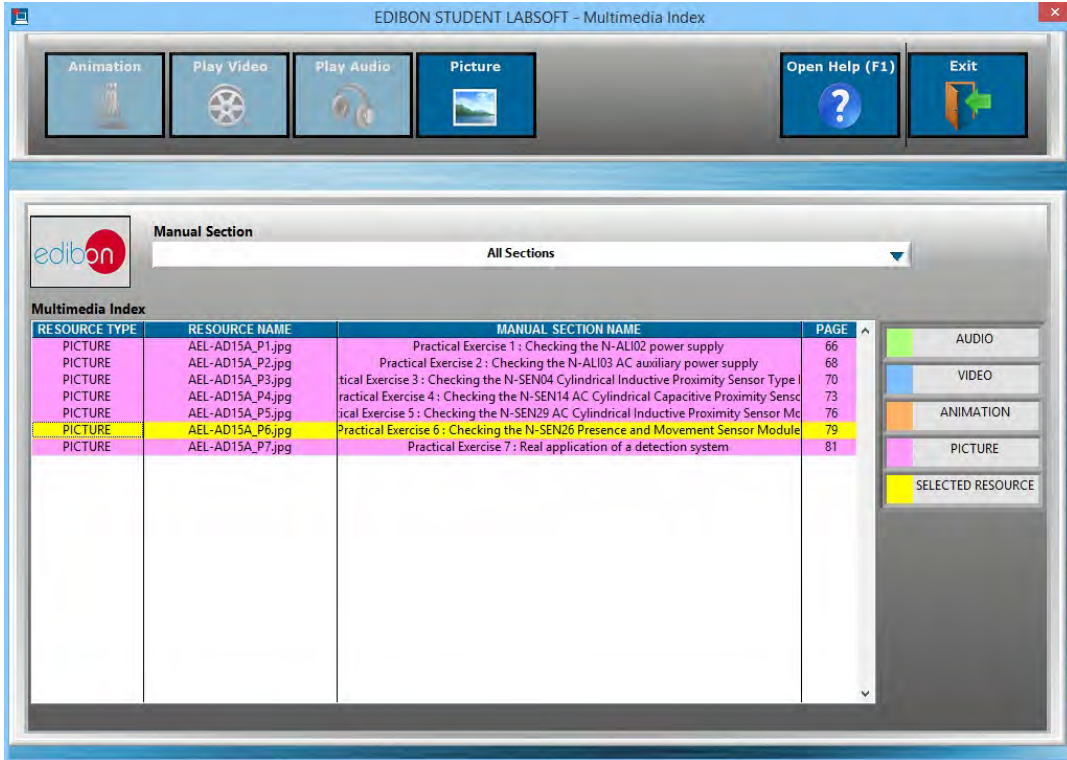 EDIBON STUDENT LABSOFT - Multimedia Index
Animation Play Video Play Audio Picture Open Help (F1) Exit
edibon
Manual Section
All Sections
Multimedia Index
RESOURCE TYPE RESOURCE NAME MANUAL SECTION NAME PAGE
PICTURE AEL-AD15A_P1.jpg Practical Exercise 1 : Checking the N-ALI02 power supply 66
PICTURE AEL-AD15A_P2.jpg Practical Exercise 2 : Checking the N-ALI03 AC auxiliary power supply 68
PICTURE AEL-AD15A_P3.jpg tical Exercise 3 : Checking the N-SEN04 Cylindrical Inductive Proximity Sensor Type 70
PICTURE AEL-AD15A_P4.jpg ractical Exercise 4 : Checking the N-SEN14 AC Cylindrical Capacitive Proximity Senso 73
PICTURE AEL-AD15A_P5.jpg tical Exercise 5 : Checking the N-SEN29 AC Cylindrical Inductive Proximity Sensor Mo 76
PICTURE AEL-AD15A_P6.jpg Practical Exercise 6 : Checking the N-SEN26 Presence and Movement Sensor Module 79
PICTURE AEL-AD15A_P7.jpg Practical Exercise 7 : Real application of a detection system 81
AUDIO
VIDEO
ANIMATION
PICTURE
SELECTED RESOURCE